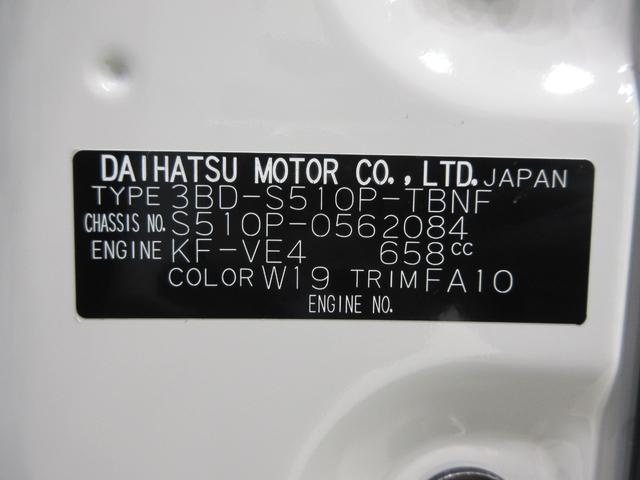 DAIHATSU MOTOR CO.,LTD. JAPAN
TYPE 3BD-S510P-TBNF
CHASSIS NO. S510P-0562084
ENGINE KF-VE4 658cc
COLOR W19 TRIM FA10
ENGINE NO.